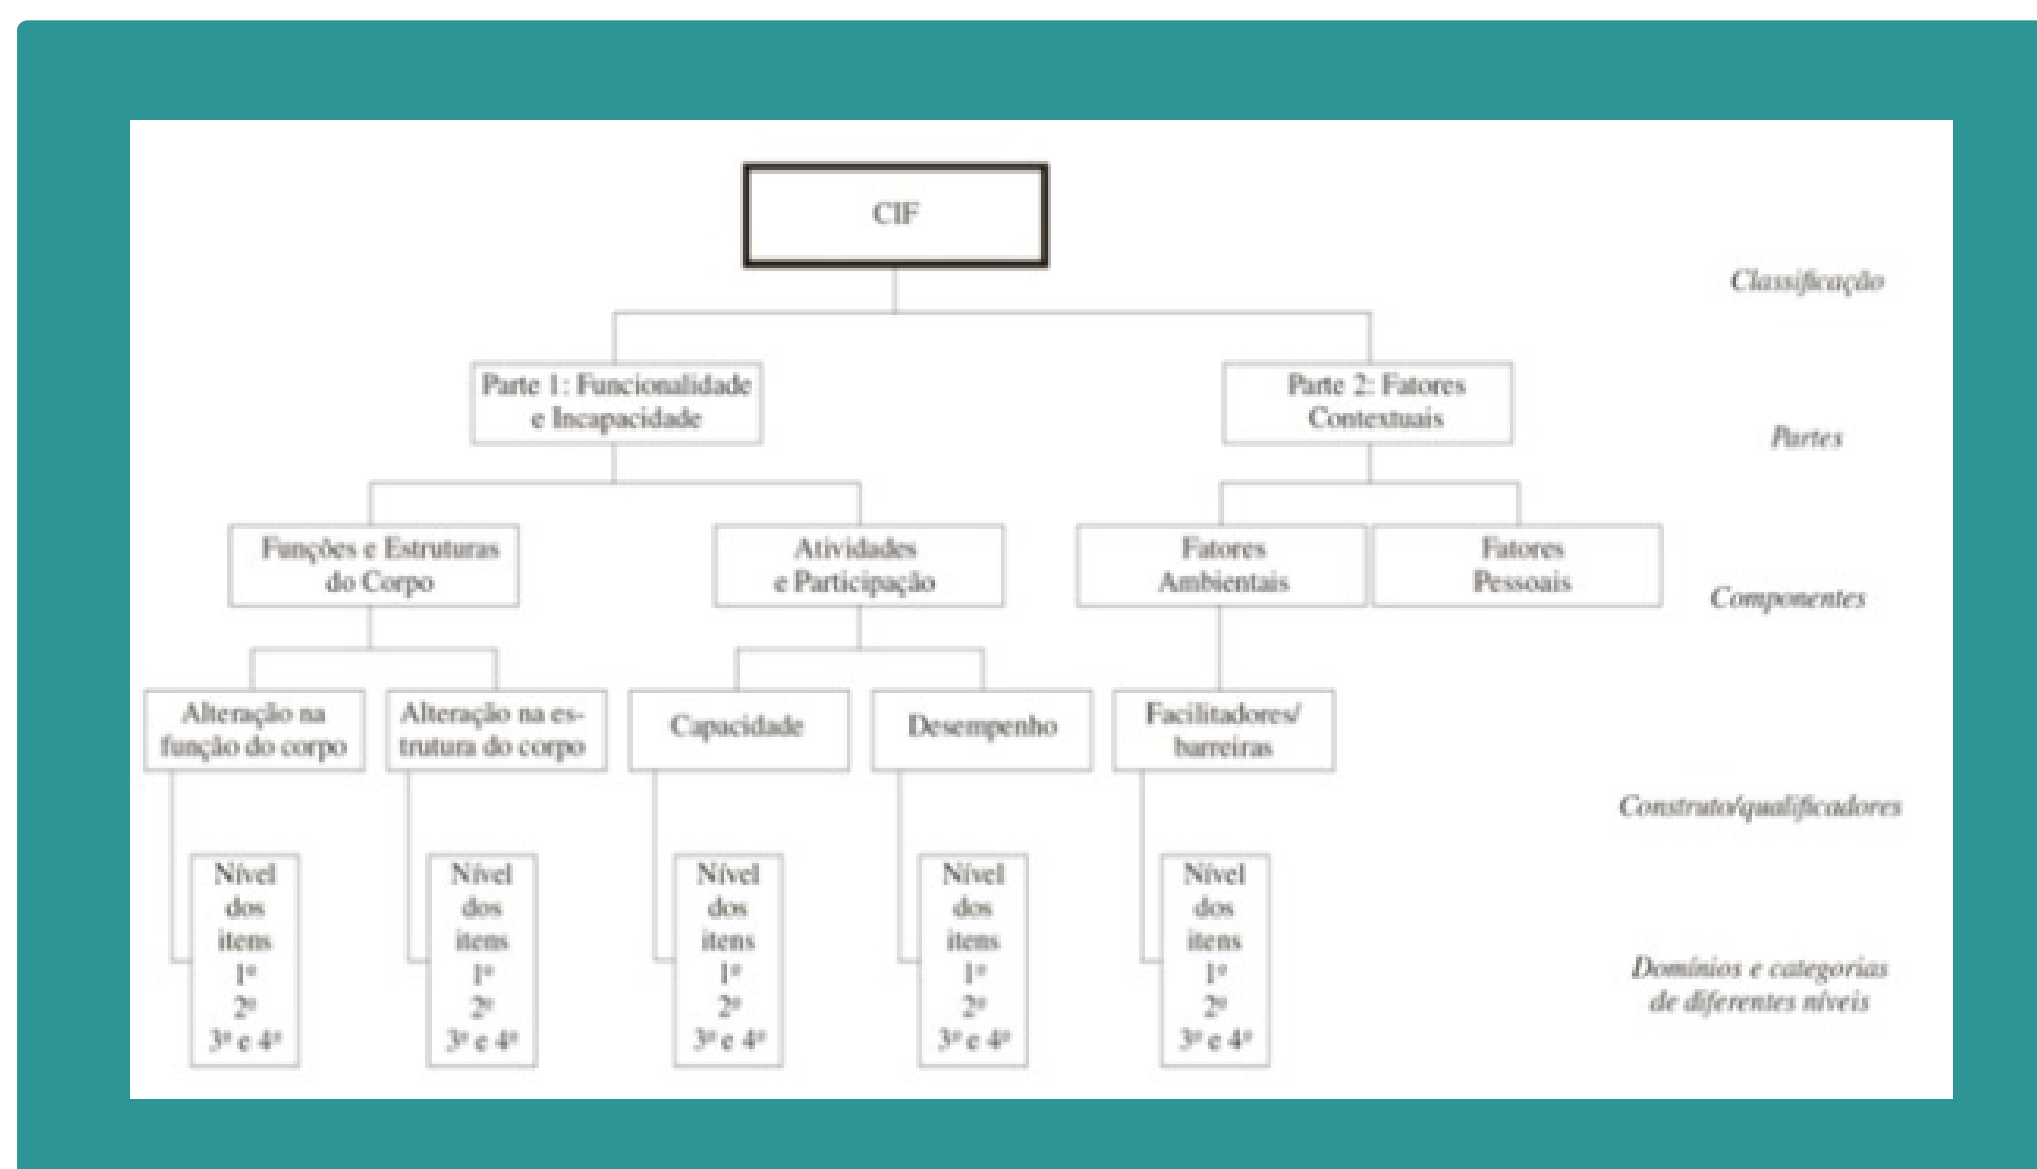 CIF
Classificação
Parte 1: Funcionalidade
e Incapacidade
Parte 2: Fatores
Contextuais
Partes
Funções e Estruturas
do Corpo
Atividades
e Participação
Fatores
Ambientais
Fatores
Pessoais
Componentes
Alteração na
função do corpo
Alteração na es-
trutura do corpo
Capacidade
Desempenho
Facilitadores/
barreiras
Construto/qualificadores
Nível
dos
itens
1º
2º
3º e 4º
Nível
dos
itens
1º
2º
3º e 4º
Nível
dos
itens
1º
2º
3º e 4º
Nível
dos
itens
1º
2º
3º e 4º
Nível
dos
itens
1º
2º
3º e 4º
Domínios e categorias
de diferentes níveis